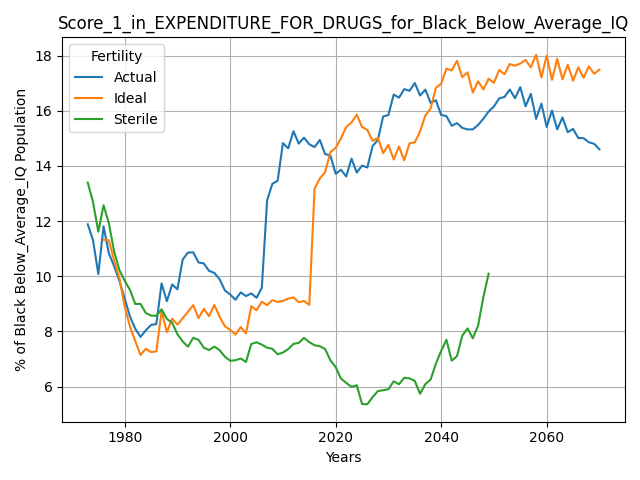 Score_1_in_EXPENDITURE_FOR_DRUGS_for_Black_Below_Average_IQ
Fertility
Actual
Ideal
Sterile
% of Black Below_Average_IQ Population
18
16
14
12
10
8
6
1980
2000
2020
2040
2060
Years